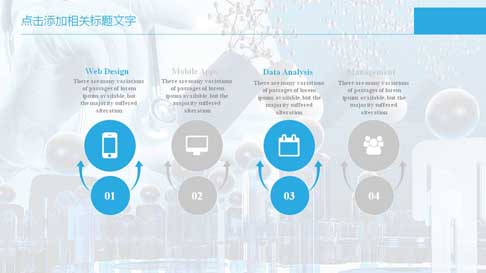 点击添加相关标题文字
Web Design
There are many variations
of passages of lorem
ipsum available, but
the majority suffered
alteration
01
Mobile Apps
There are many variations
of passages of lorem
ipsum available, but
the majority suffered
alteration
02
Data Analysis
There are many variations
of passages of lorem
ipsum available, but
the majority suffered
alteration
03
Management
There are many variations
of passages of lorem
ipsum available, but
the majority suffered
alteration
04